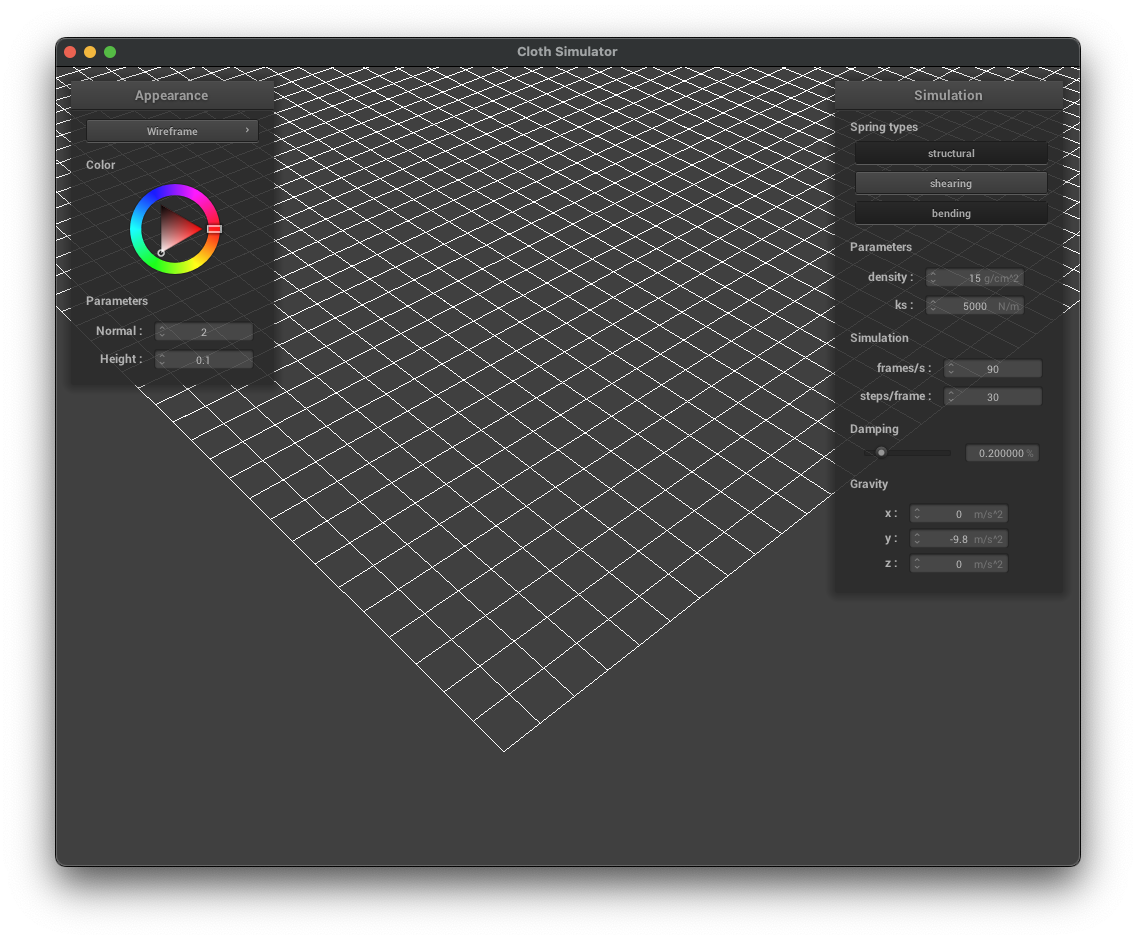 Cloth Simulator
Appearance
Wireframe
Color
Parameters
Normal : 2
Height : 0.1
Simulation
Spring types
structural
shearing
bending
Parameters
density : 15 g/cm^2
ks : 5000 N/m
Simulation
frames/s : 90
steps/frame : 30
Damping
0.200000 %
Gravity
x : 0 m/s^2
y : -9.8 m/s^2
z : 0 m/s^2